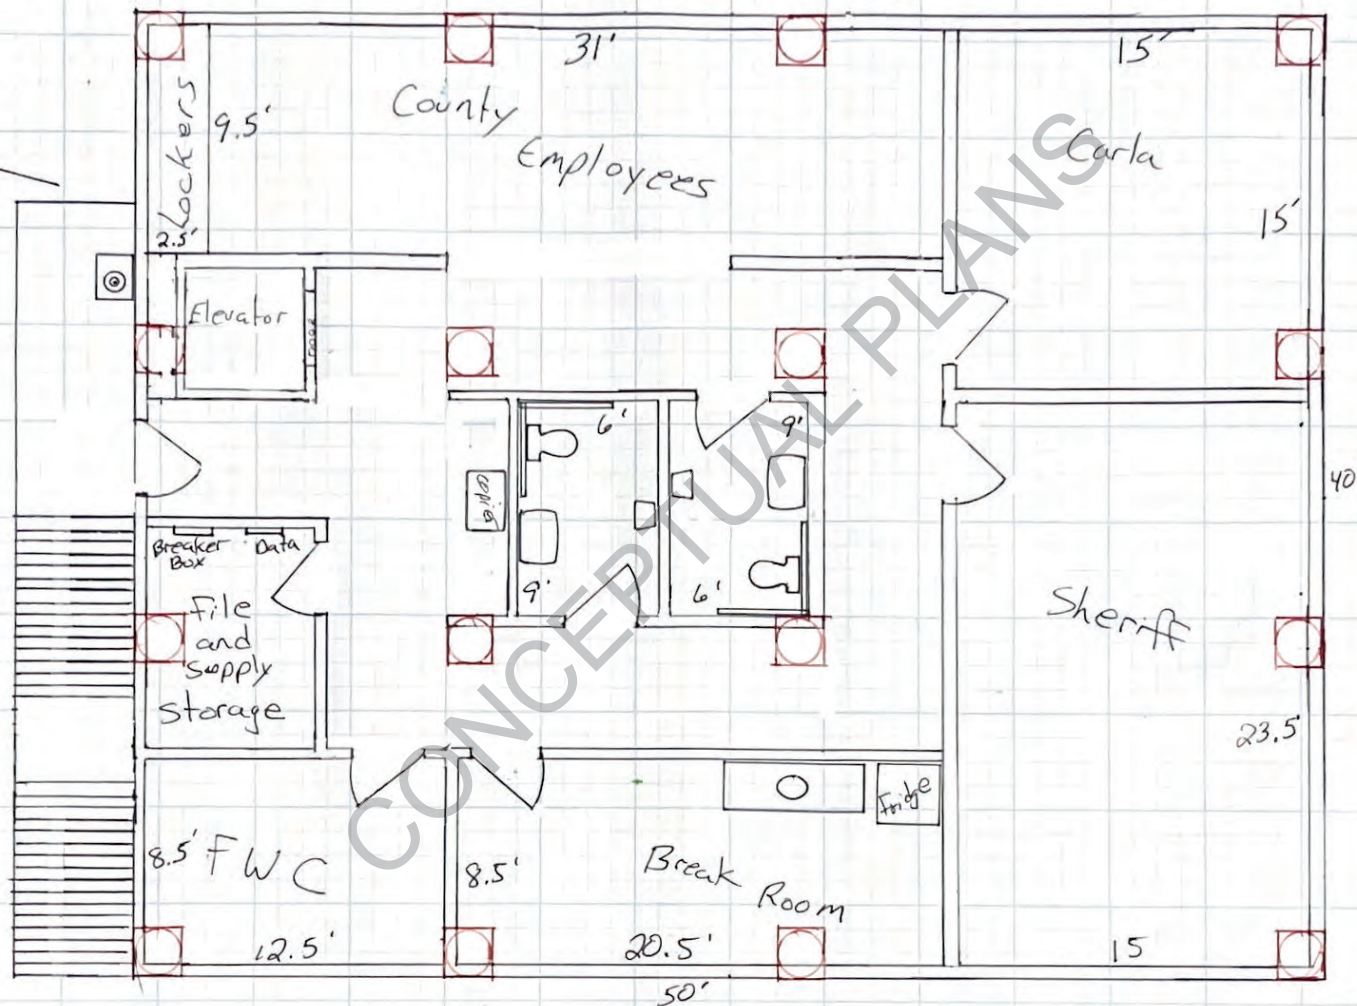 31'
15'
Lockers
9.5'
County
Employees
Carla
15'
2.5'
Elevator
Door
6'
9'
copier
40
Breaker
Box
Data
9'
6'
File
and
Supply
Storage
Sheriff
23.5'
Fridge
8.5'
FWC
8.5'
Break
Room
12.5'
20.5'
15
50'
CONCEPTUAL PLANS